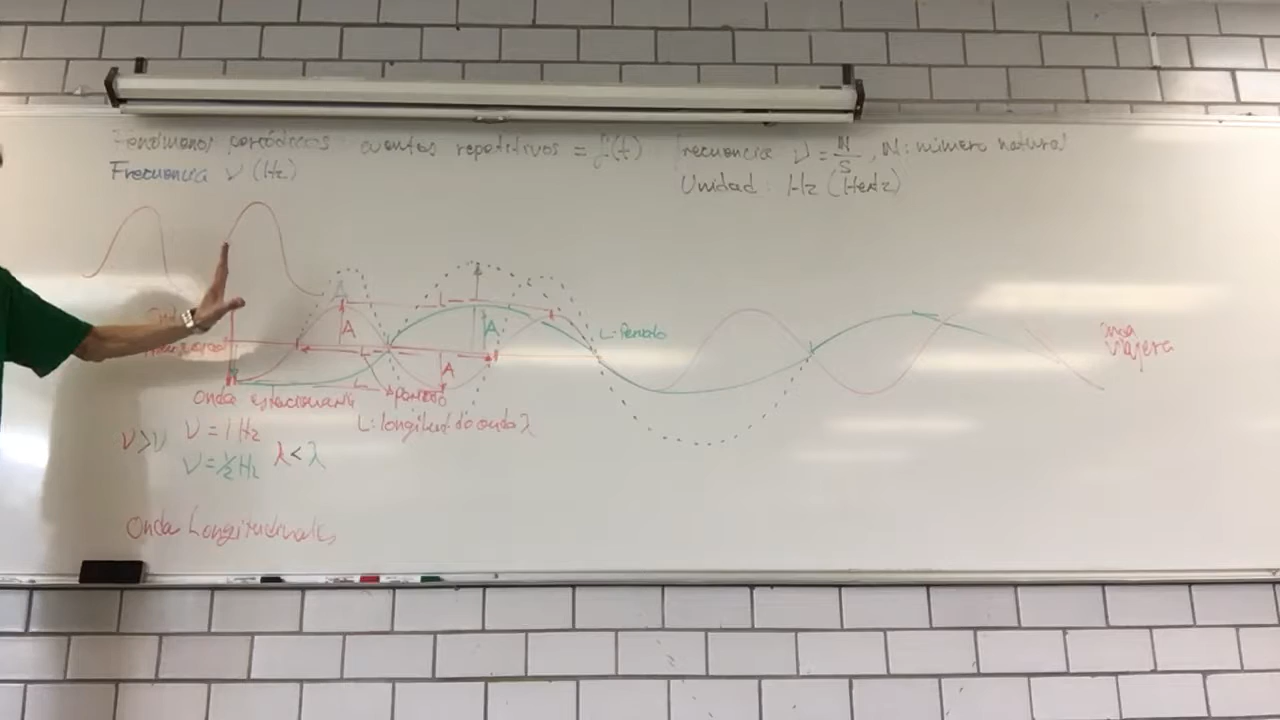 Fenómenos periódicos eventos repetitivos = f(t)
Frecuencia ν (Hz)
Frecuencia ν = N/S , N: número natural
Unidad : Hz (Hertz)
A
L
A
A
L
A
L
L: Periodo
Onda
Viajera
Onda estacionaria
periodo
L: longitud de onda λ
ν>ν
ν = 1 Hz
ν = 1/2 Hz
λ < λ
Onda Longitudinales